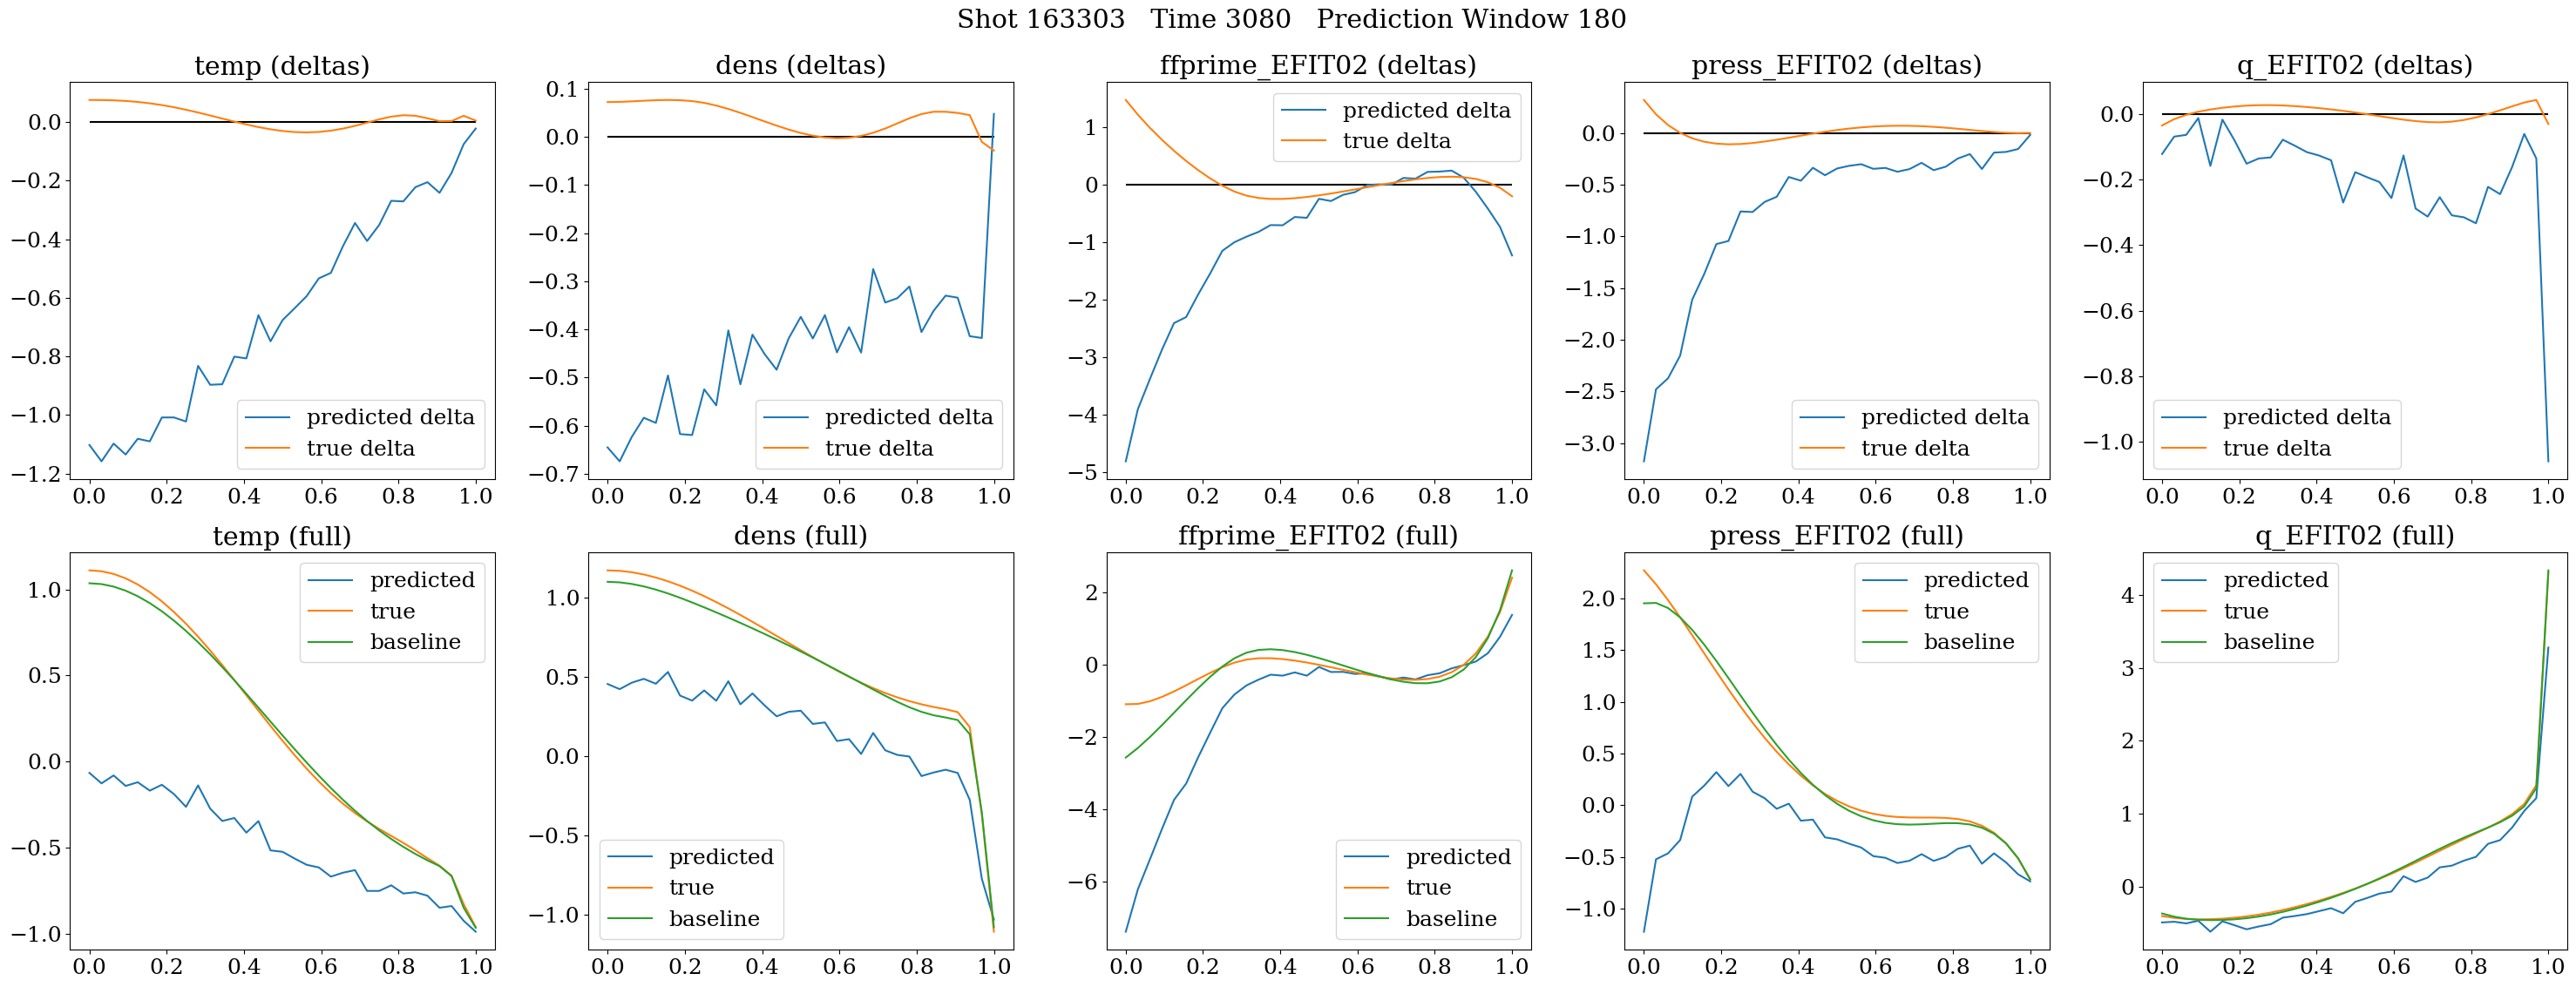 Shot 163303   Time 3080   Prediction Window 180
temp (deltas)
0.0
−0.2
−0.4
−0.6
−0.8
−1.0
−1.2
predicted delta
true delta
0.0 0.2 0.4 0.6 0.8 1.0
dens (deltas)
0.1
0.0
−0.1
−0.2
−0.3
−0.4
−0.5
−0.6
−0.7
predicted delta
true delta
0.0 0.2 0.4 0.6 0.8 1.0
ffprime_EFIT02 (deltas)
predicted delta
true delta
1
0
−1
−2
−3
−4
−5
0.0 0.2 0.4 0.6 0.8 1.0
press_EFIT02 (deltas)
0.0
−0.5
−1.0
−1.5
−2.0
−2.5
−3.0
predicted delta
true delta
0.0 0.2 0.4 0.6 0.8 1.0
q_EFIT02 (deltas)
0.0
−0.2
−0.4
−0.6
−0.8
−1.0
predicted delta
true delta
0.0 0.2 0.4 0.6 0.8 1.0
temp (full)
predicted
true
baseline
1.0
0.5
0.0
−0.5
−1.0
0.0 0.2 0.4 0.6 0.8 1.0
dens (full)
1.0
0.5
0.0
−0.5
−1.0
predicted
true
baseline
0.0 0.2 0.4 0.6 0.8 1.0
ffprime_EFIT02 (full)
2
0
−2
−4
−6
predicted
true
baseline
0.0 0.2 0.4 0.6 0.8 1.0
press_EFIT02 (full)
predicted
true
baseline
2.0
1.5
1.0
0.5
0.0
−0.5
−1.0
0.0 0.2 0.4 0.6 0.8 1.0
q_EFIT02 (full)
predicted
true
baseline
4
3
2
1
0
0.0 0.2 0.4 0.6 0.8 1.0